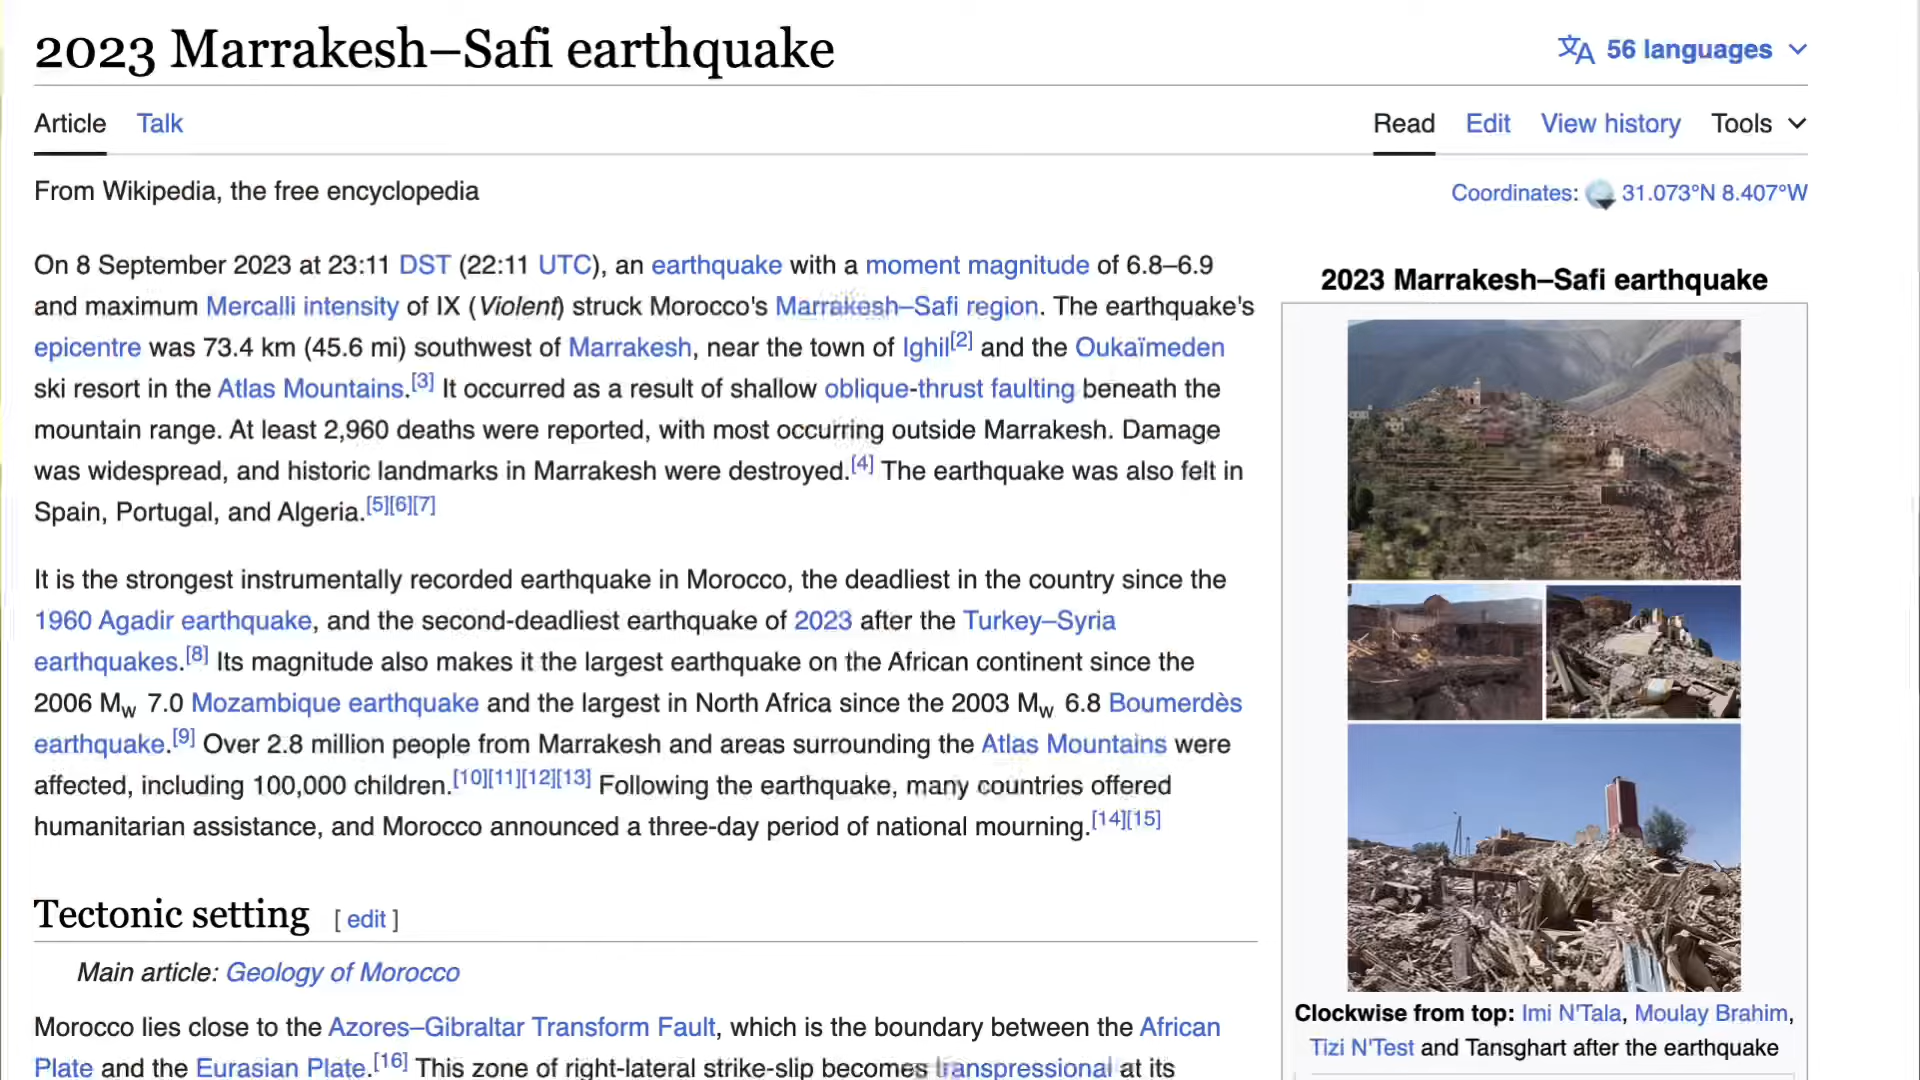 2023 Marrakesh–Safi earthquake
56 languages
Article Talk
Read Edit View history Tools
From Wikipedia, the free encyclopedia
Coordinates: 31.073°N 8.407°W
On 8 September 2023 at 23:11 DST (22:11 UTC), an earthquake with a moment magnitude of 6.8–6.9
and maximum Mercalli intensity of IX (Violent) struck Morocco's Marrakesh–Safi region. The earthquake's
epicentre was 73.4 km (45.6 mi) southwest of Marrakesh, near the town of Ighil[2] and the Oukaïmeden
ski resort in the Atlas Mountains.[3] It occurred as a result of shallow oblique-thrust faulting beneath the
mountain range. At least 2,960 deaths were reported, with most occurring outside Marrakesh. Damage
was widespread, and historic landmarks in Marrakesh were destroyed.[4] The earthquake was also felt in
Spain, Portugal, and Algeria.[5][6][7]
It is the strongest instrumentally recorded earthquake in Morocco, the deadliest in the country since the
1960 Agadir earthquake, and the second-deadliest earthquake of 2023 after the Turkey–Syria
earthquakes.[8] Its magnitude also makes it the largest earthquake on the African continent since the
2006 Mw 7.0 Mozambique earthquake and the largest in North Africa since the 2003 Mw 6.8 Boumerdès
earthquake.[9] Over 2.8 million people from Marrakesh and areas surrounding the Atlas Mountains were
affected, including 100,000 children.[10][11][12][13] Following the earthquake, many countries offered
humanitarian assistance, and Morocco announced a three-day period of national mourning.[14][15]
Tectonic setting [ edit ]
Main article: Geology of Morocco
Morocco lies close to the Azores–Gibraltar Transform Fault, which is the boundary between the African
Plate and the Eurasian Plate.[16] This zone of right-lateral strike-slip becomes transpressional at its
2023 Marrakesh–Safi earthquake
Clockwise from top: Imi N'Tala, Moulay Brahim,
Tizi N'Test and Tansghart after the earthquake